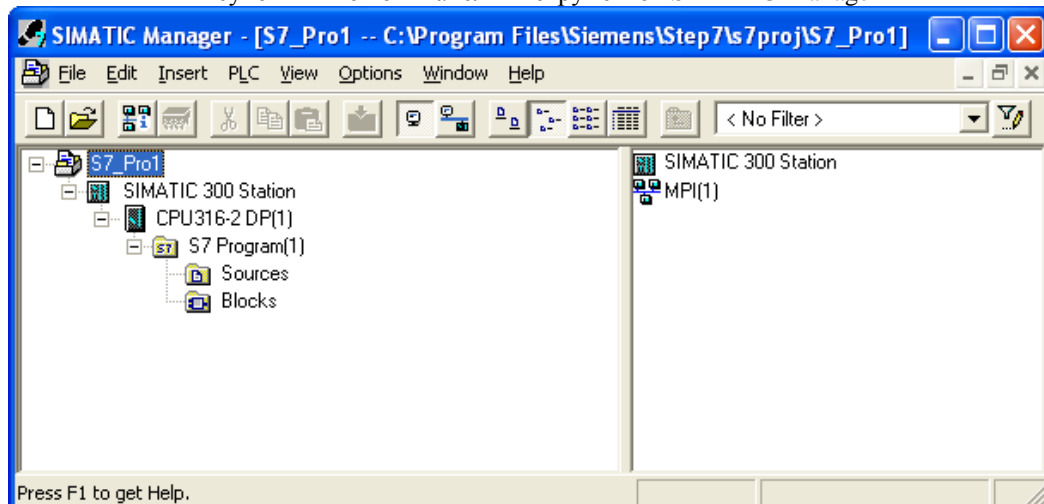 SIMATIC Manager - [S7_Pro1 -- C:\Program Files\Siemens\Step7\s7proj\S7_Pro1]
File Edit Insert PLC View Options Window Help
< No Filter >
S7_Pro1
SIMATIC 300 Station
CPU316-2 DP(1)
S7 Program(1)
Sources
Blocks
SIMATIC 300 Station
MPI(1)
Press F1 to get Help.